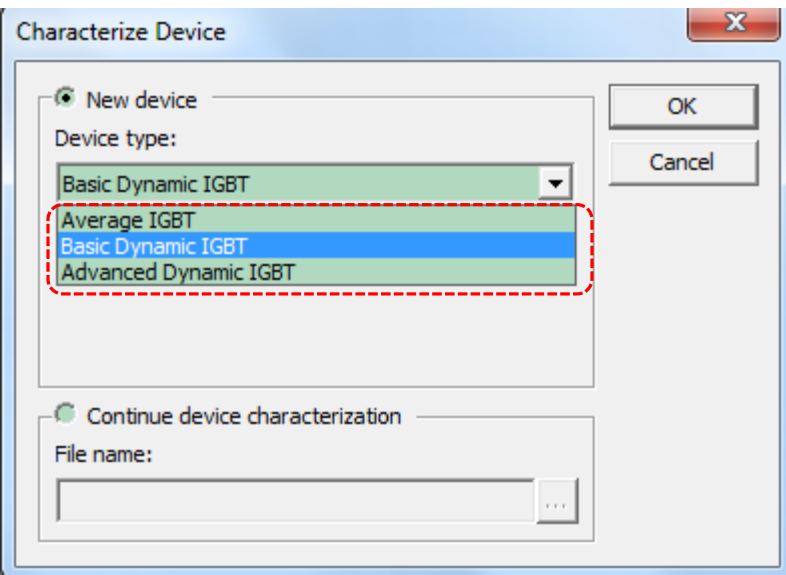 Characterize Device
New device
OK
Device type:
Cancel
Basic Dynamic IGBT
Average IGBT
Basic Dynamic IGBT
Advanced Dynamic IGBT
Continue device characterization
File name:
...